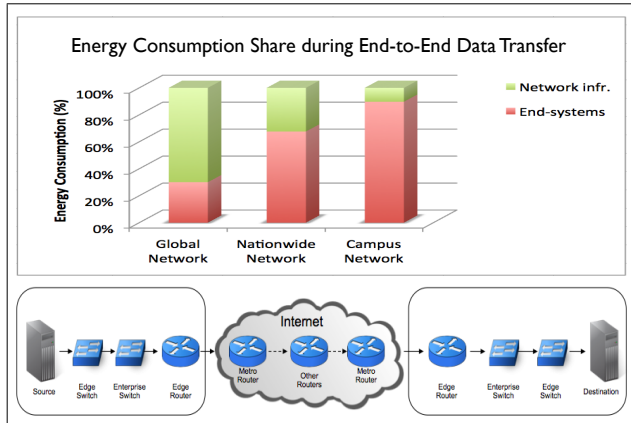 Energy Consumption Share during End-to-End Data Transfer
Energy Consumption (%)
100%
80%
60%
40%
20%
0%
Global
Network
Nationwide
Network
Campus
Network
Network infr.
End-systems
Source
Edge
Switch
Enterprise
Switch
Edge
Router
Internet
Metro
Router
Other
Routers
Metro
Router
Edge
Router
Enterprise
Switch
Edge
Switch
Destination